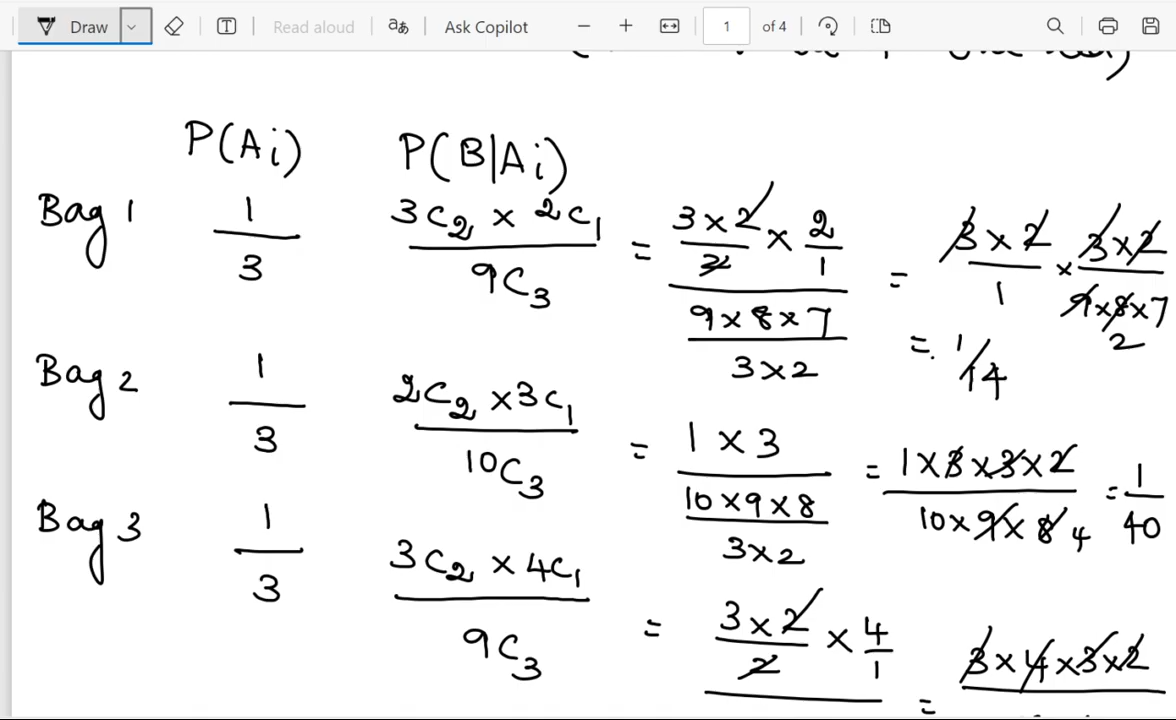 Draw Read aloud aあ Ask Copilot 1 of 4
P(Ai) P(B|Ai)
Bag 1 1/3 (3C2 × 2C1)/9C3 = ((3×2)/2 × 2/1)/((9×8×7)/(3×2)) = (3×2)/1 × (3×2)/(9×8×7) 2
= 1/14
Bag 2 1/3 (2C2 × 3C1)/10C3 = (1 × 3)/((10×9×8)/(3×2)) = (1×3×3×2)/(10×9×8) 4 = 1/40
Bag 3 1/3 (3C2 × 4C1)/9C3 = (3×2)/2 × 4/1 = 3×4×3×2